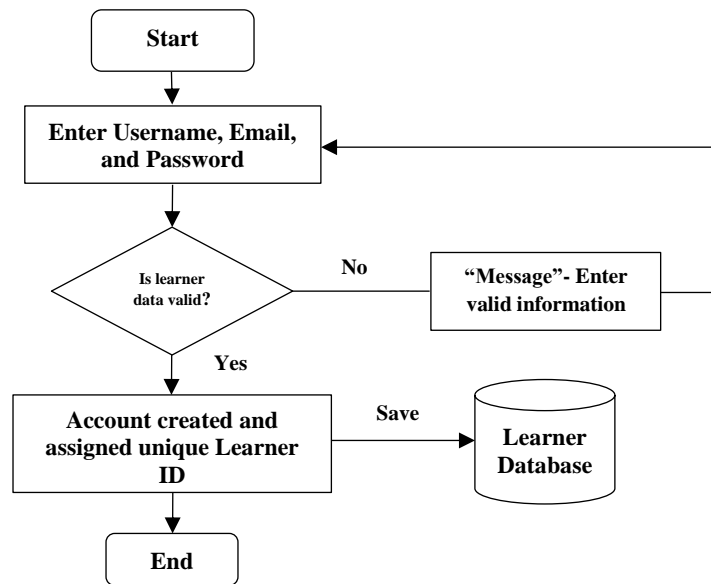 Start
Enter Username, Email,
and Password
Is learner
data valid?
No
“Message”- Enter
valid information
Yes
Account created and
assigned unique Learner
ID
Save
Learner
Database
End